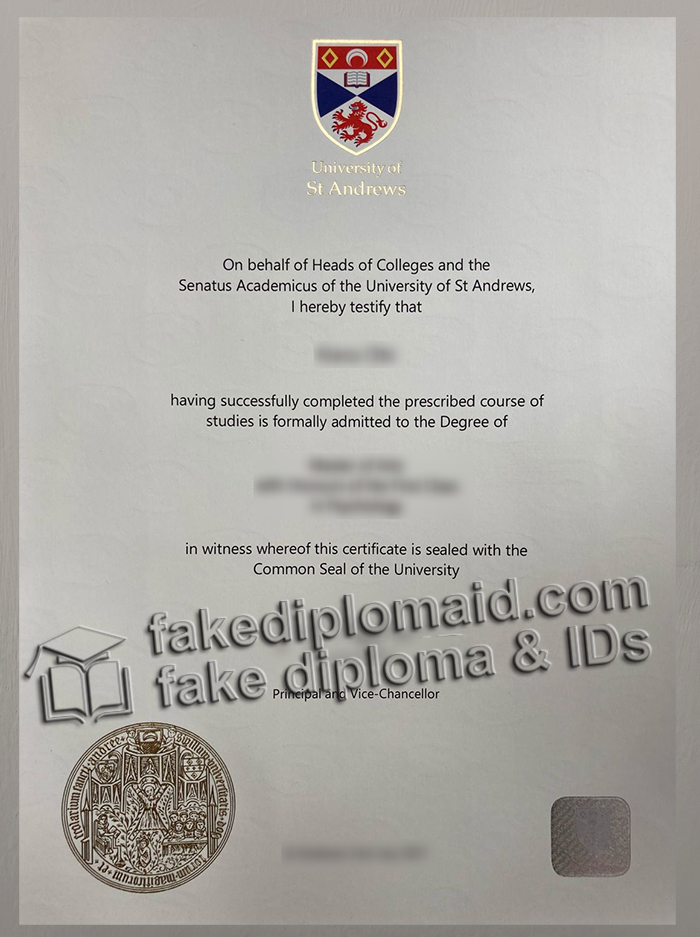 University of
St Andrews
On behalf of Heads of Colleges and the
Senatus Academicus of the University of St Andrews,
I hereby testify that
having successfully completed the prescribed course of
studies is formally admitted to the Degree of
in witness whereof this certificate is sealed with the
Common Seal of the University
fakediplomaid.com
fake diploma & IDs
Principal and Vice-Chancellor